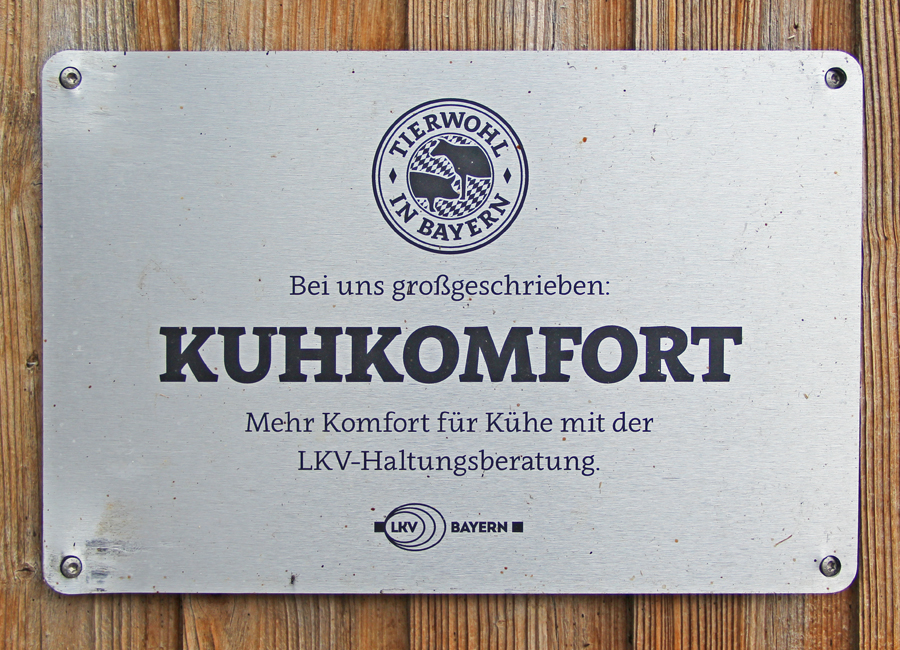 TIERWOHL
IN BAYERN
Bei uns großgeschrieben:
KUHKOMFORT
Mehr Komfort für Kühe mit der
LKV-Haltungsberatung.
LKV BAYERN